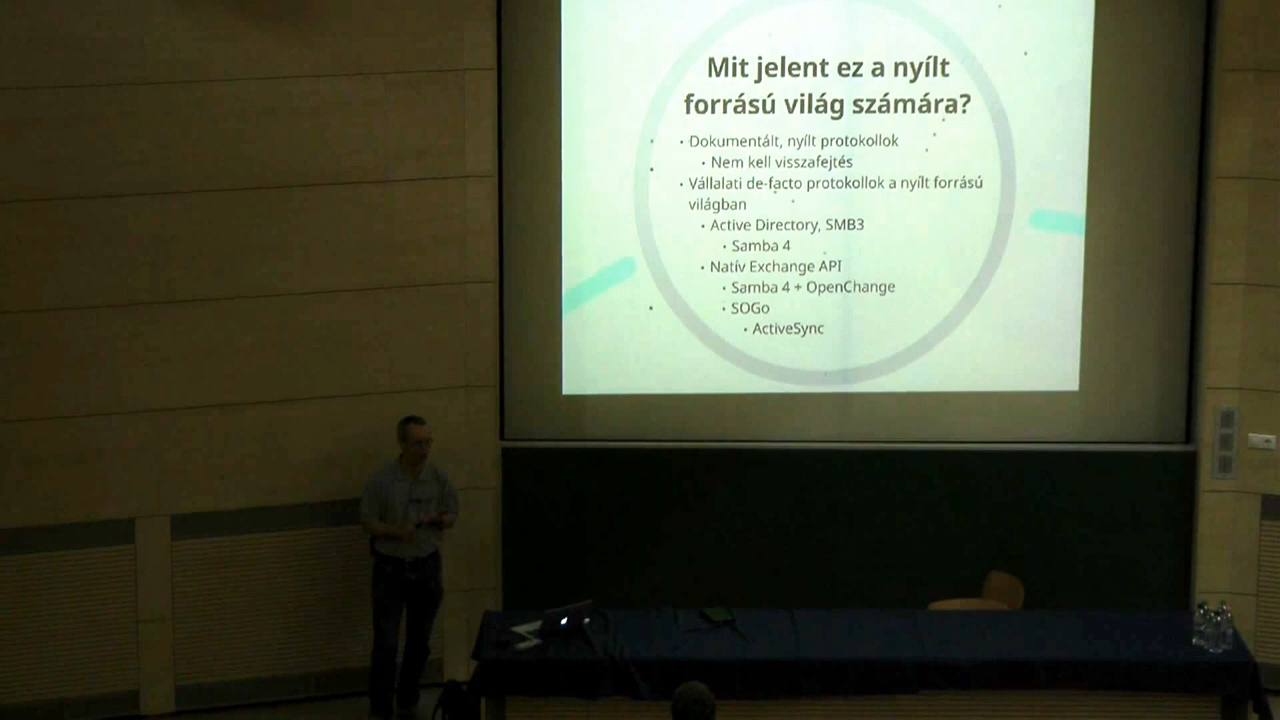 Mit jelent ez a nyílt
forrású világ számára?
• Dokumentált, nyílt protokollok
• Nem kell visszafejtés
• Vállalati de-facto protokollok a nyílt forrású
világban
• Active Directory, SMB3
• Samba 4
• Natív Exchange API
• Samba 4 + OpenChange
• SOGo
• ActiveSync